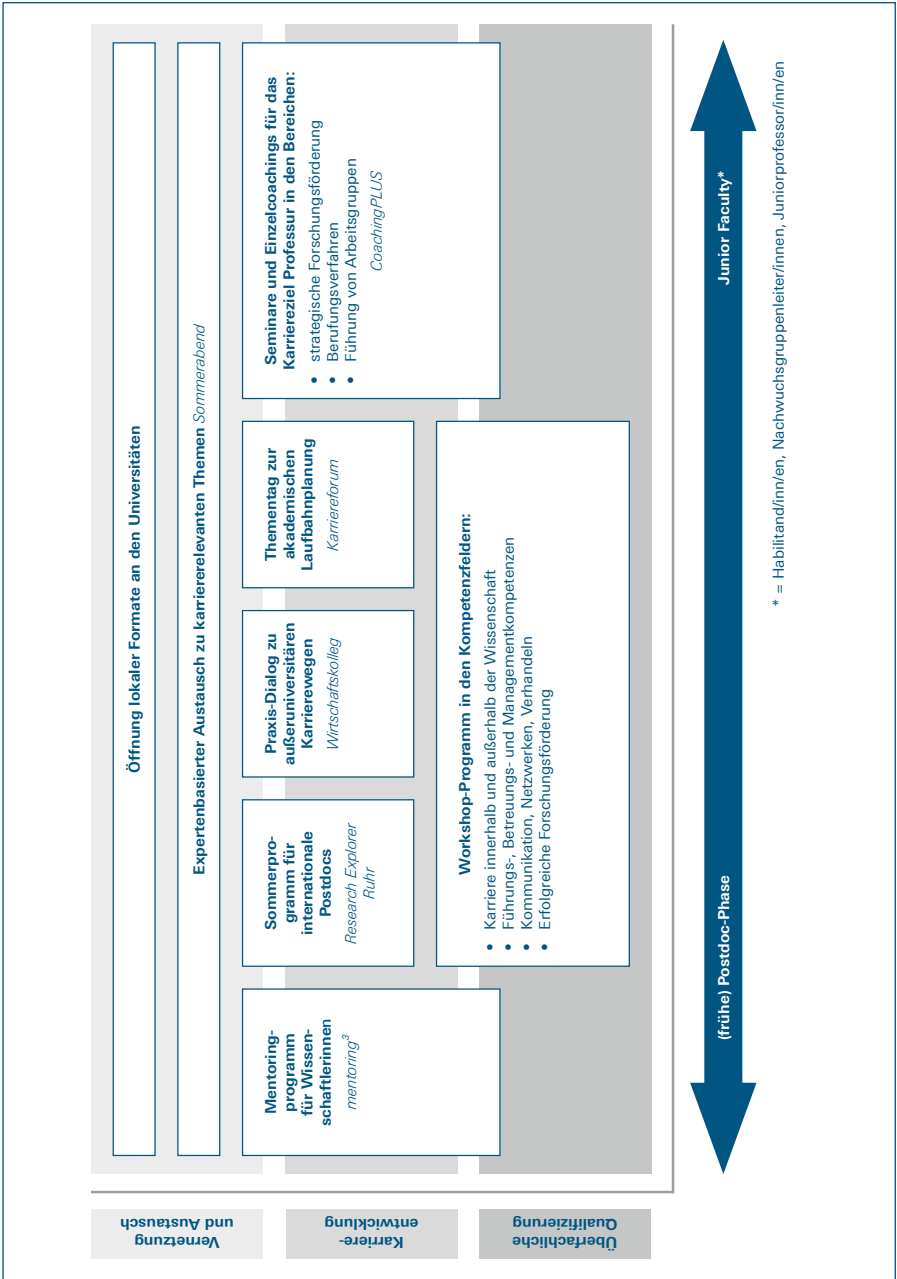 Vernetzung und
Austausch
Karriere-
entwicklung
Überfachliche
Qualifizierung
Öffnung lokaler Formate an den Universitäten
Expertenbasierter Austausch zu karriererelevanten Themen Sommerabend
Mentoring-
programm
für Wissen-
schaftlerinnen
mentoring³
Sommerpro-
gramm für
internationale
Postdocs
Research Explorer
Ruhr
Praxis-Dialog zu
außeruniversitären
Karrierewegen
Wirtschaftskolleg
Thementag zur
akademischen
Laufbahnplanung
Karriereforum
Seminare und Einzelcoachings für das
Karriereziel Professur in den Bereichen:
• strategische Forschungsförderung
• Berufungsverfahren
• Führung von Arbeitsgruppen
CoachingPLUS
Workshop-Programm in den Kompetenzfeldern:
• Karriere innerhalb und außerhalb der Wissenschaft
• Führungs-, Betreuungs- und Managementkompetenzen
• Kommunikation, Netzwerken, Verhandeln
• Erfolgreiche Forschungsförderung
(frühe) Postdoc-Phase
Junior Faculty*
* = Habilitand/inn/en, Nachwuchsgruppenleiter/innen, Juniorprofessor/inn/en